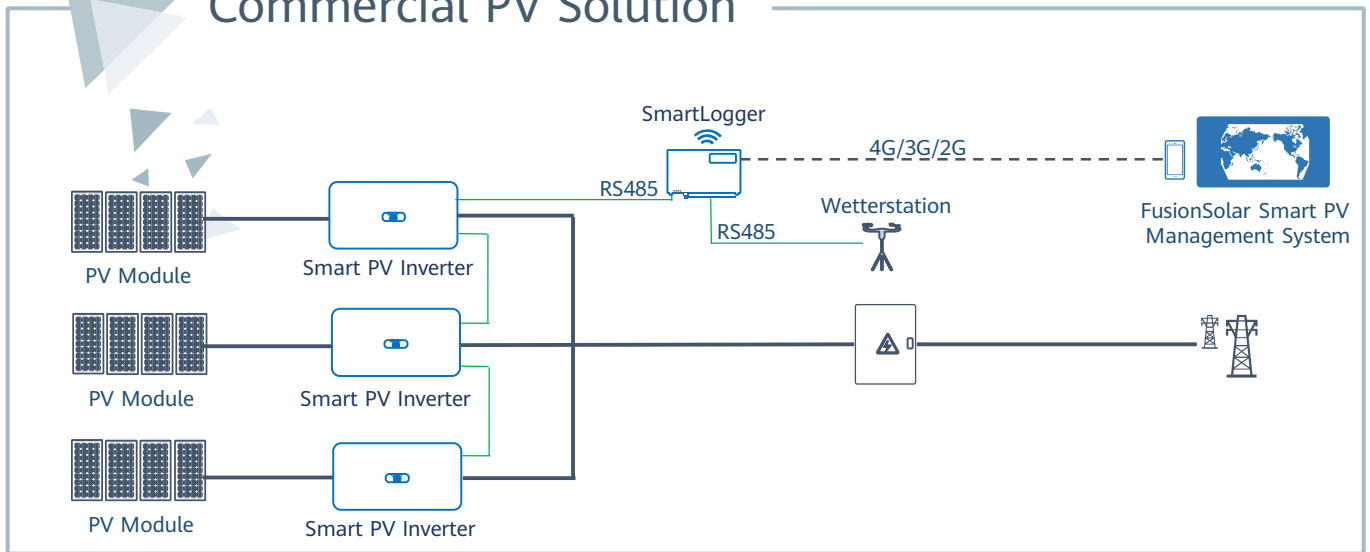 Commercial PV Solution
SmartLogger
4G/3G/2G
RS485
Wetterstation
RS485
FusionSolar Smart PV
Management System
PV Module
Smart PV Inverter
PV Module
Smart PV Inverter
PV Module
Smart PV Inverter